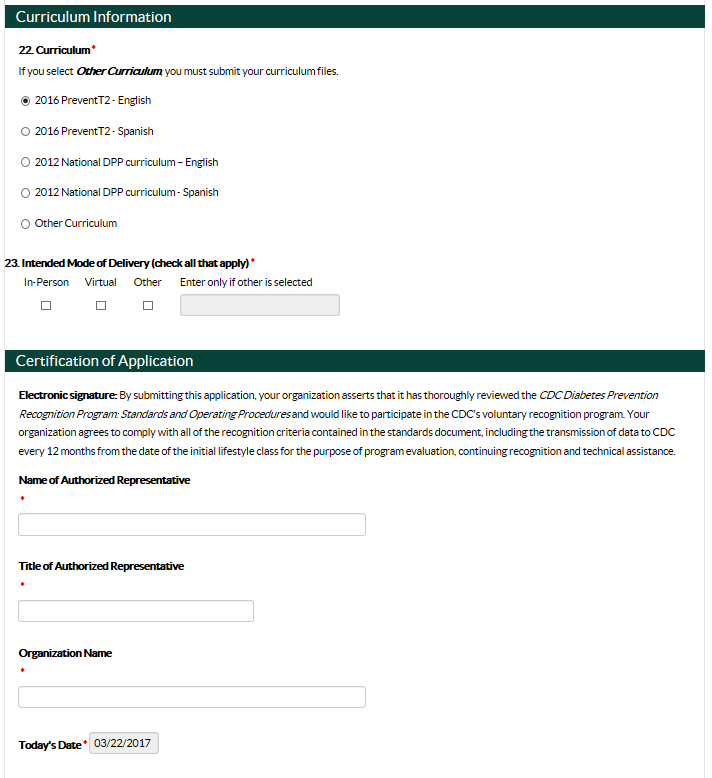 Curriculum Information
22. Curriculum*
If you select Other Curriculum, you must submit your curriculum files.
2016 PreventT2 - English
2016 PreventT2 - Spanish
2012 National DPP curriculum – English
2012 National DPP curriculum - Spanish
Other Curriculum
23. Intended Mode of Delivery (check all that apply)*
In-Person Virtual Other Enter only if other is selected
Certification of Application
Electronic signature: By submitting this application, your organization asserts that it has thoroughly reviewed the CDC Diabetes Prevention
Recognition Program: Standards and Operating Procedures and would like to participate in the CDC's voluntary recognition program. Your
organization agrees to comply with all of the recognition criteria contained in the standards document, including the transmission of data to CDC
every 12 months from the date of the initial lifestyle class for the purpose of program evaluation, continuing recognition and technical assistance.
Name of Authorized Representative
*
Title of Authorized Representative
*
Organization Name
*
Today's Date* 03/22/2017